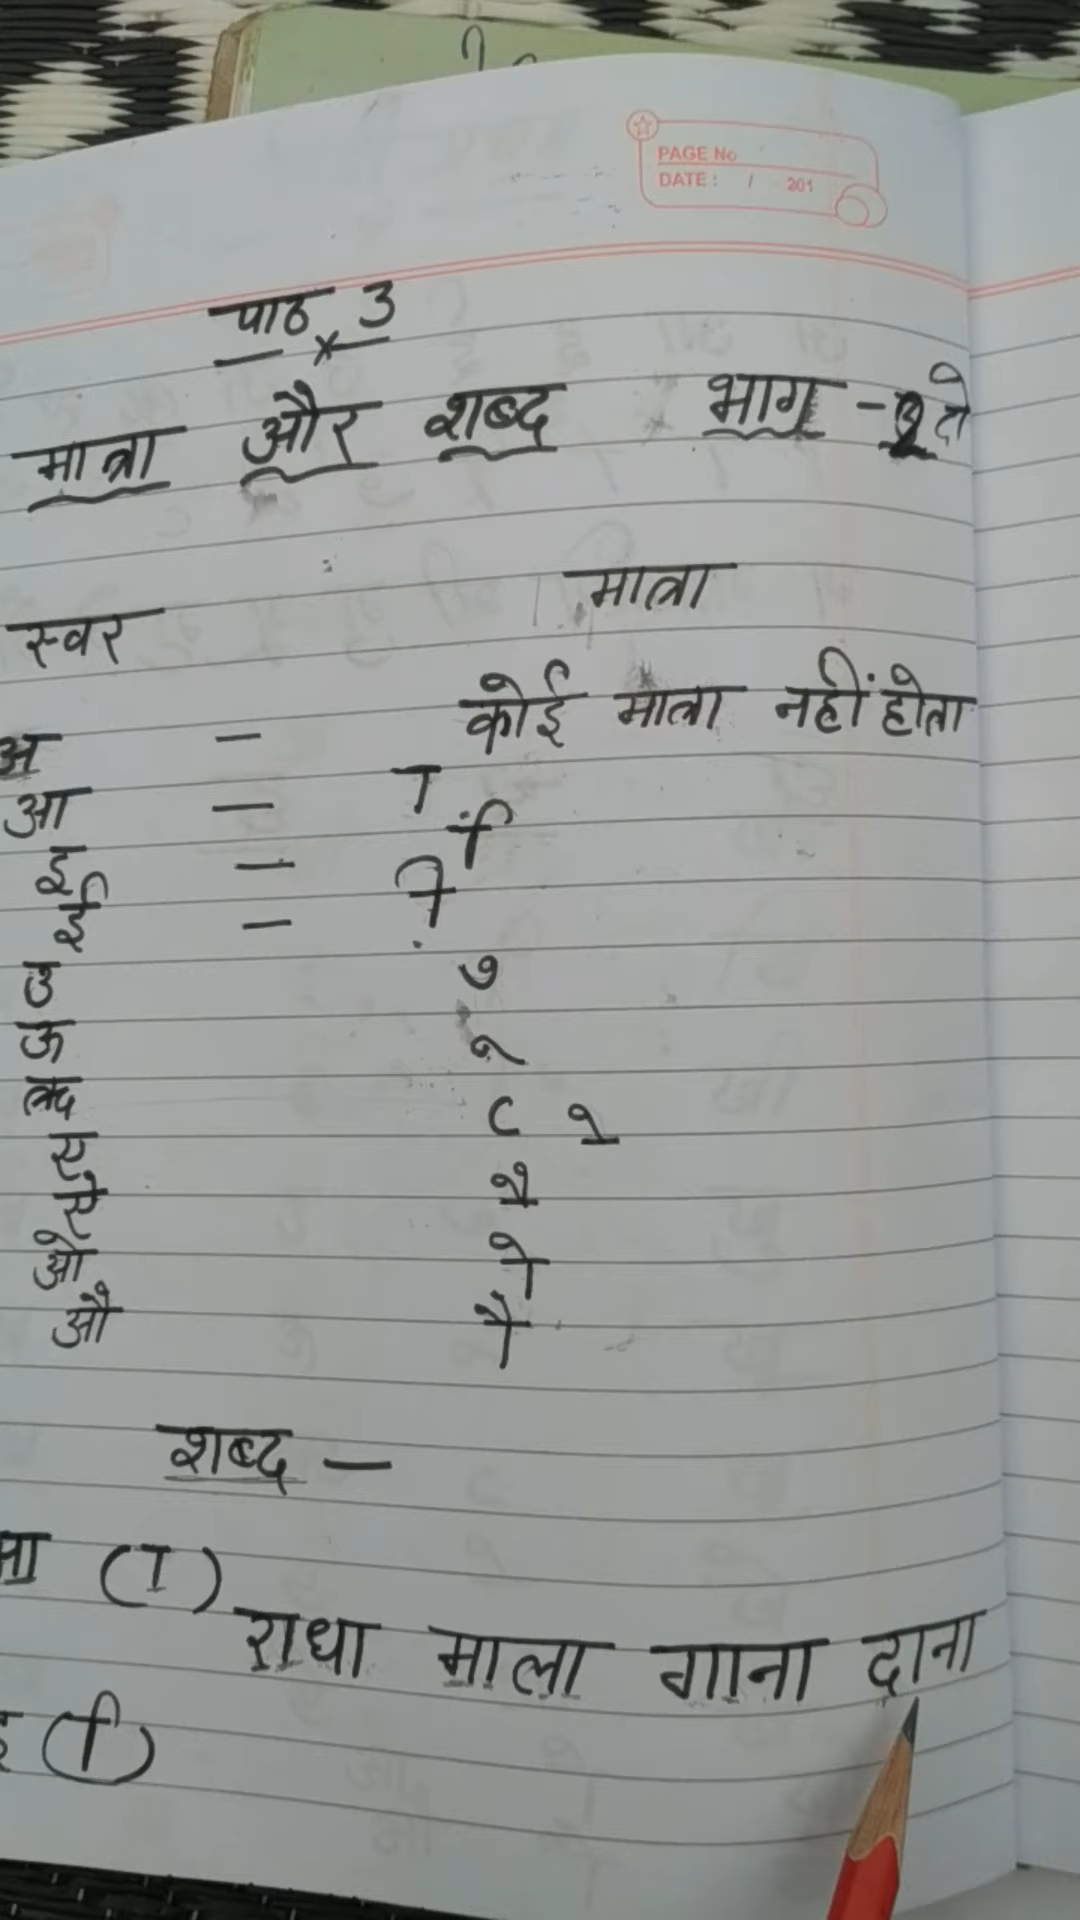 PAGE No
DATE: / 201
पाठ 3
मात्रा और शब्द भाग - 2 दो
स्वर मात्रा
अ - कोई मात्रा नहीं होता
आ - ा
इ - ि
ई - ी
उ ु
ऊ ू
ऋ ृ े
ए ै
ऐ ो
ओ ौ
औ
शब्द -
आ (ा)
राधा माला गाना दाना
इ (ि)